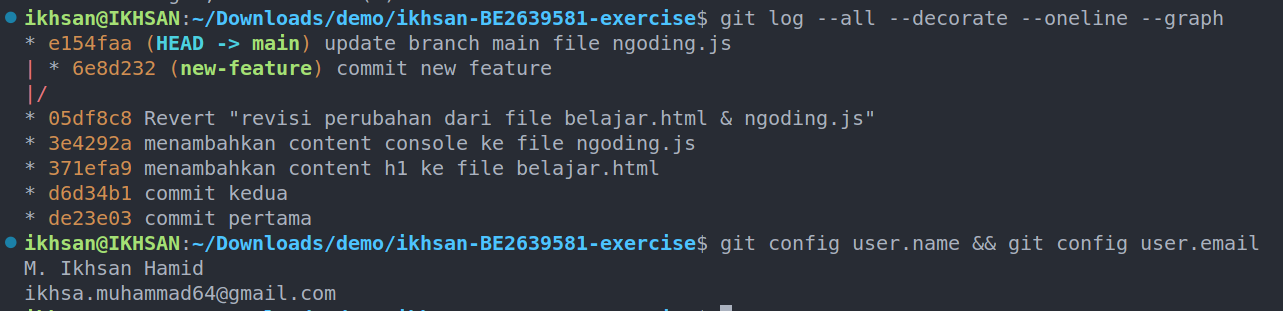 ikhsan@IKHSAN:~/Downloads/demo/ikhsan-BE2639581-exercise$ git log --all --decorate --oneline --graph
* e154faa (HEAD -> main) update branch main file ngoding.js
| * 6e8d232 (new-feature) commit new feature
|/
* 05df8c8 Revert "revisi perubahan dari file belajar.html & ngoding.js"
* 3e4292a menambahkan content console ke file ngoding.js
* 371efa9 menambahkan content h1 ke file belajar.html
* d6d34b1 commit kedua
* de23e03 commit pertama
ikhsan@IKHSAN:~/Downloads/demo/ikhsan-BE2639581-exercise$ git config user.name && git config user.email
M. Ikhsan Hamid
ikhsa.muhammad64@gmail.com